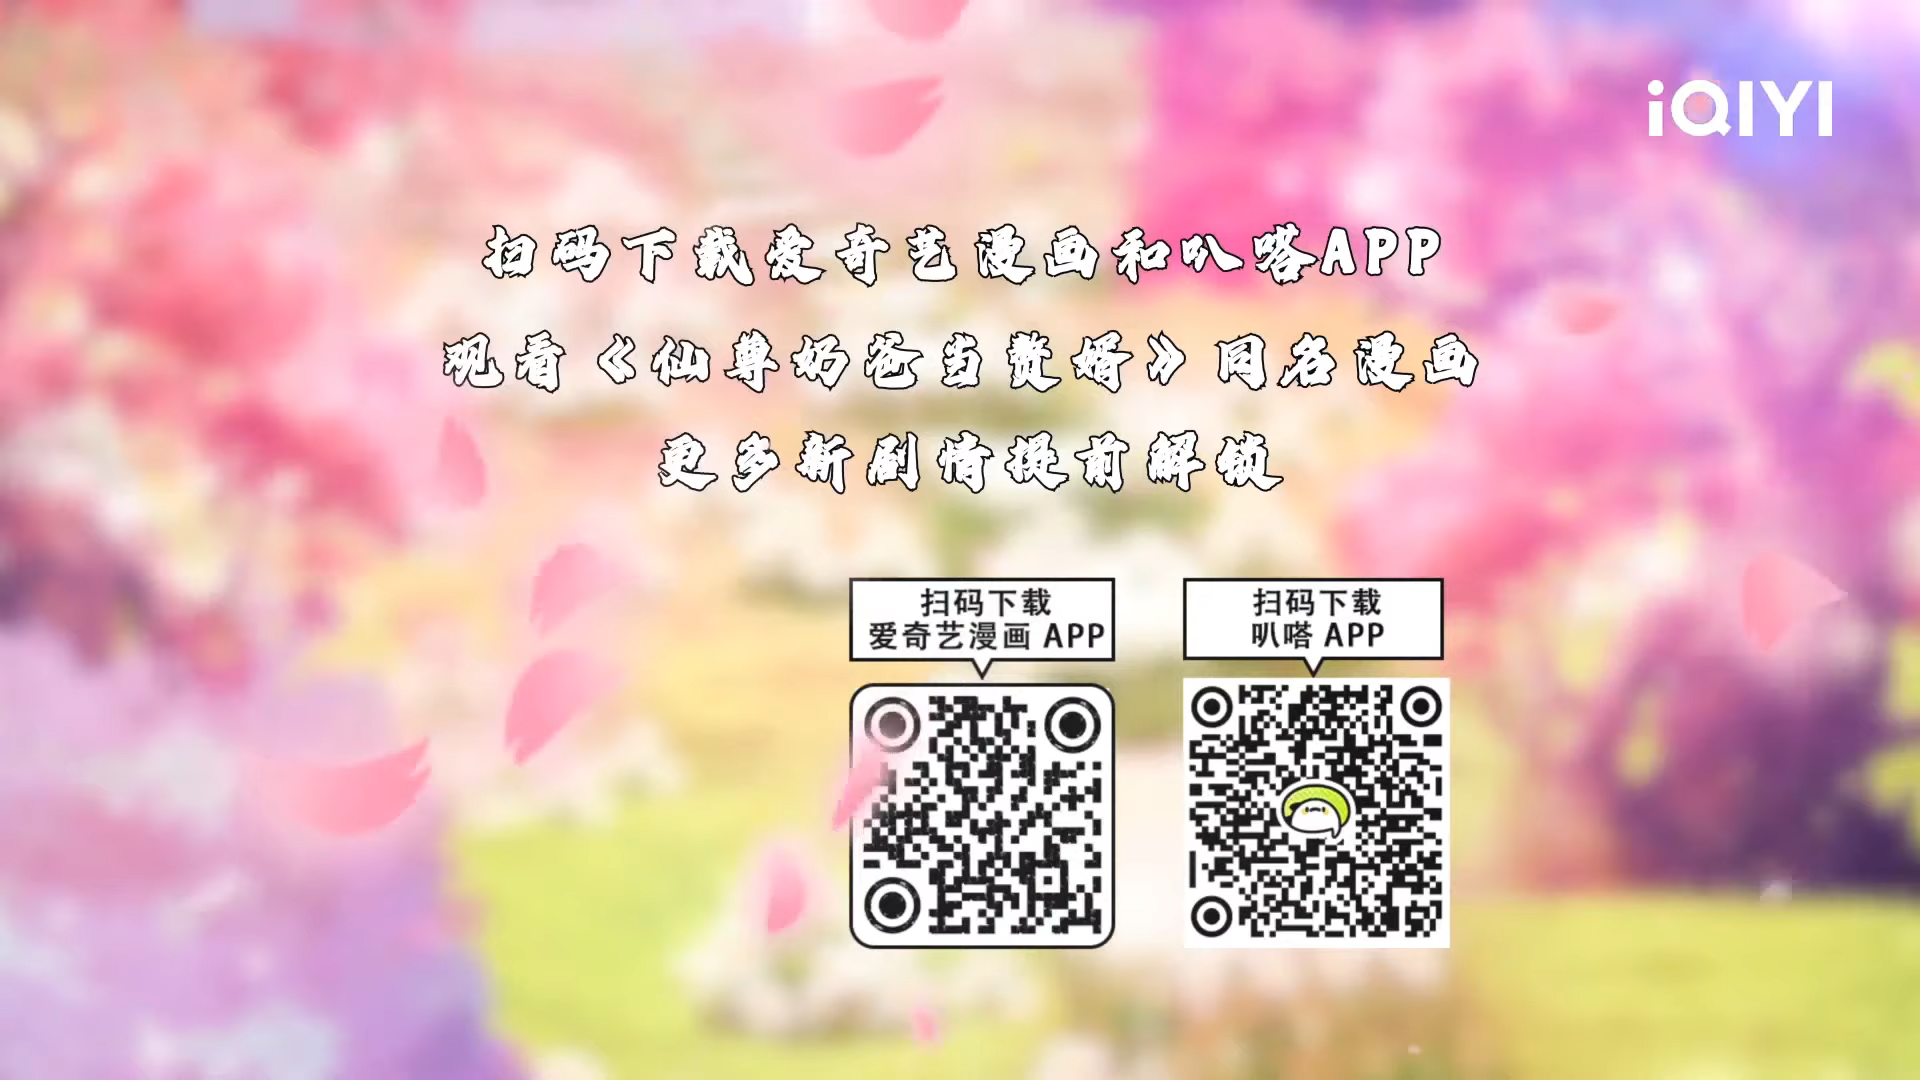 iQIYI
扫码下载爱奇艺漫画和叭嗒APP
观看《仙尊奶爸当赘婿》同名漫画
更多新剧情提前解锁
扫码下载
爱奇艺漫画 APP
扫码下载
叭嗒 APP